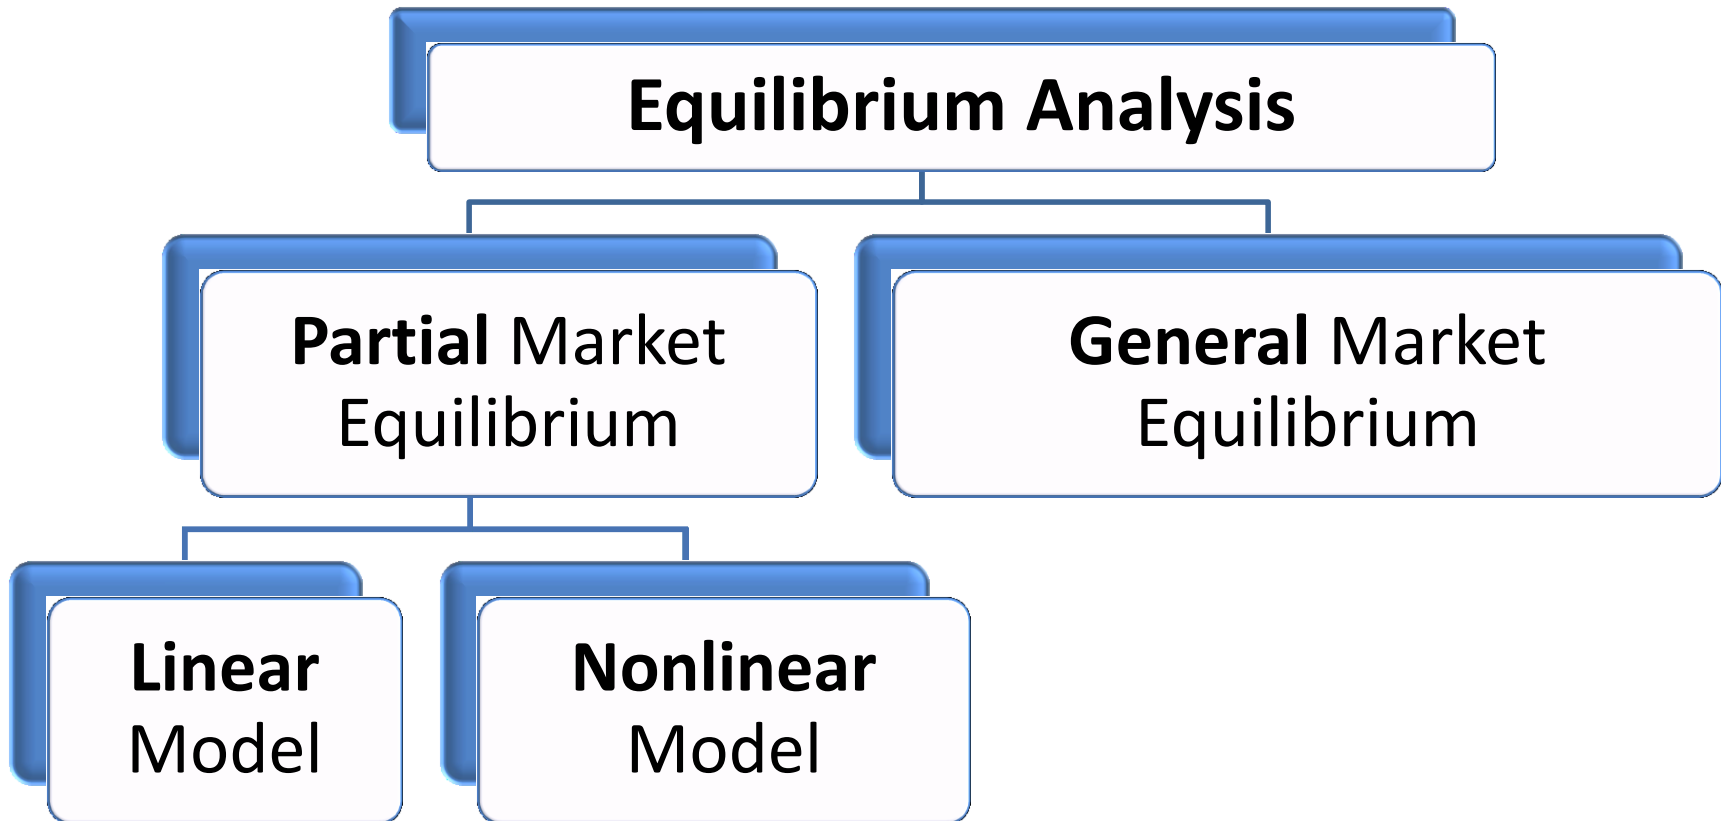 Equilibrium Analysis
Partial Market
Equilibrium
General Market
Equilibrium
Linear
Model
Nonlinear
Model